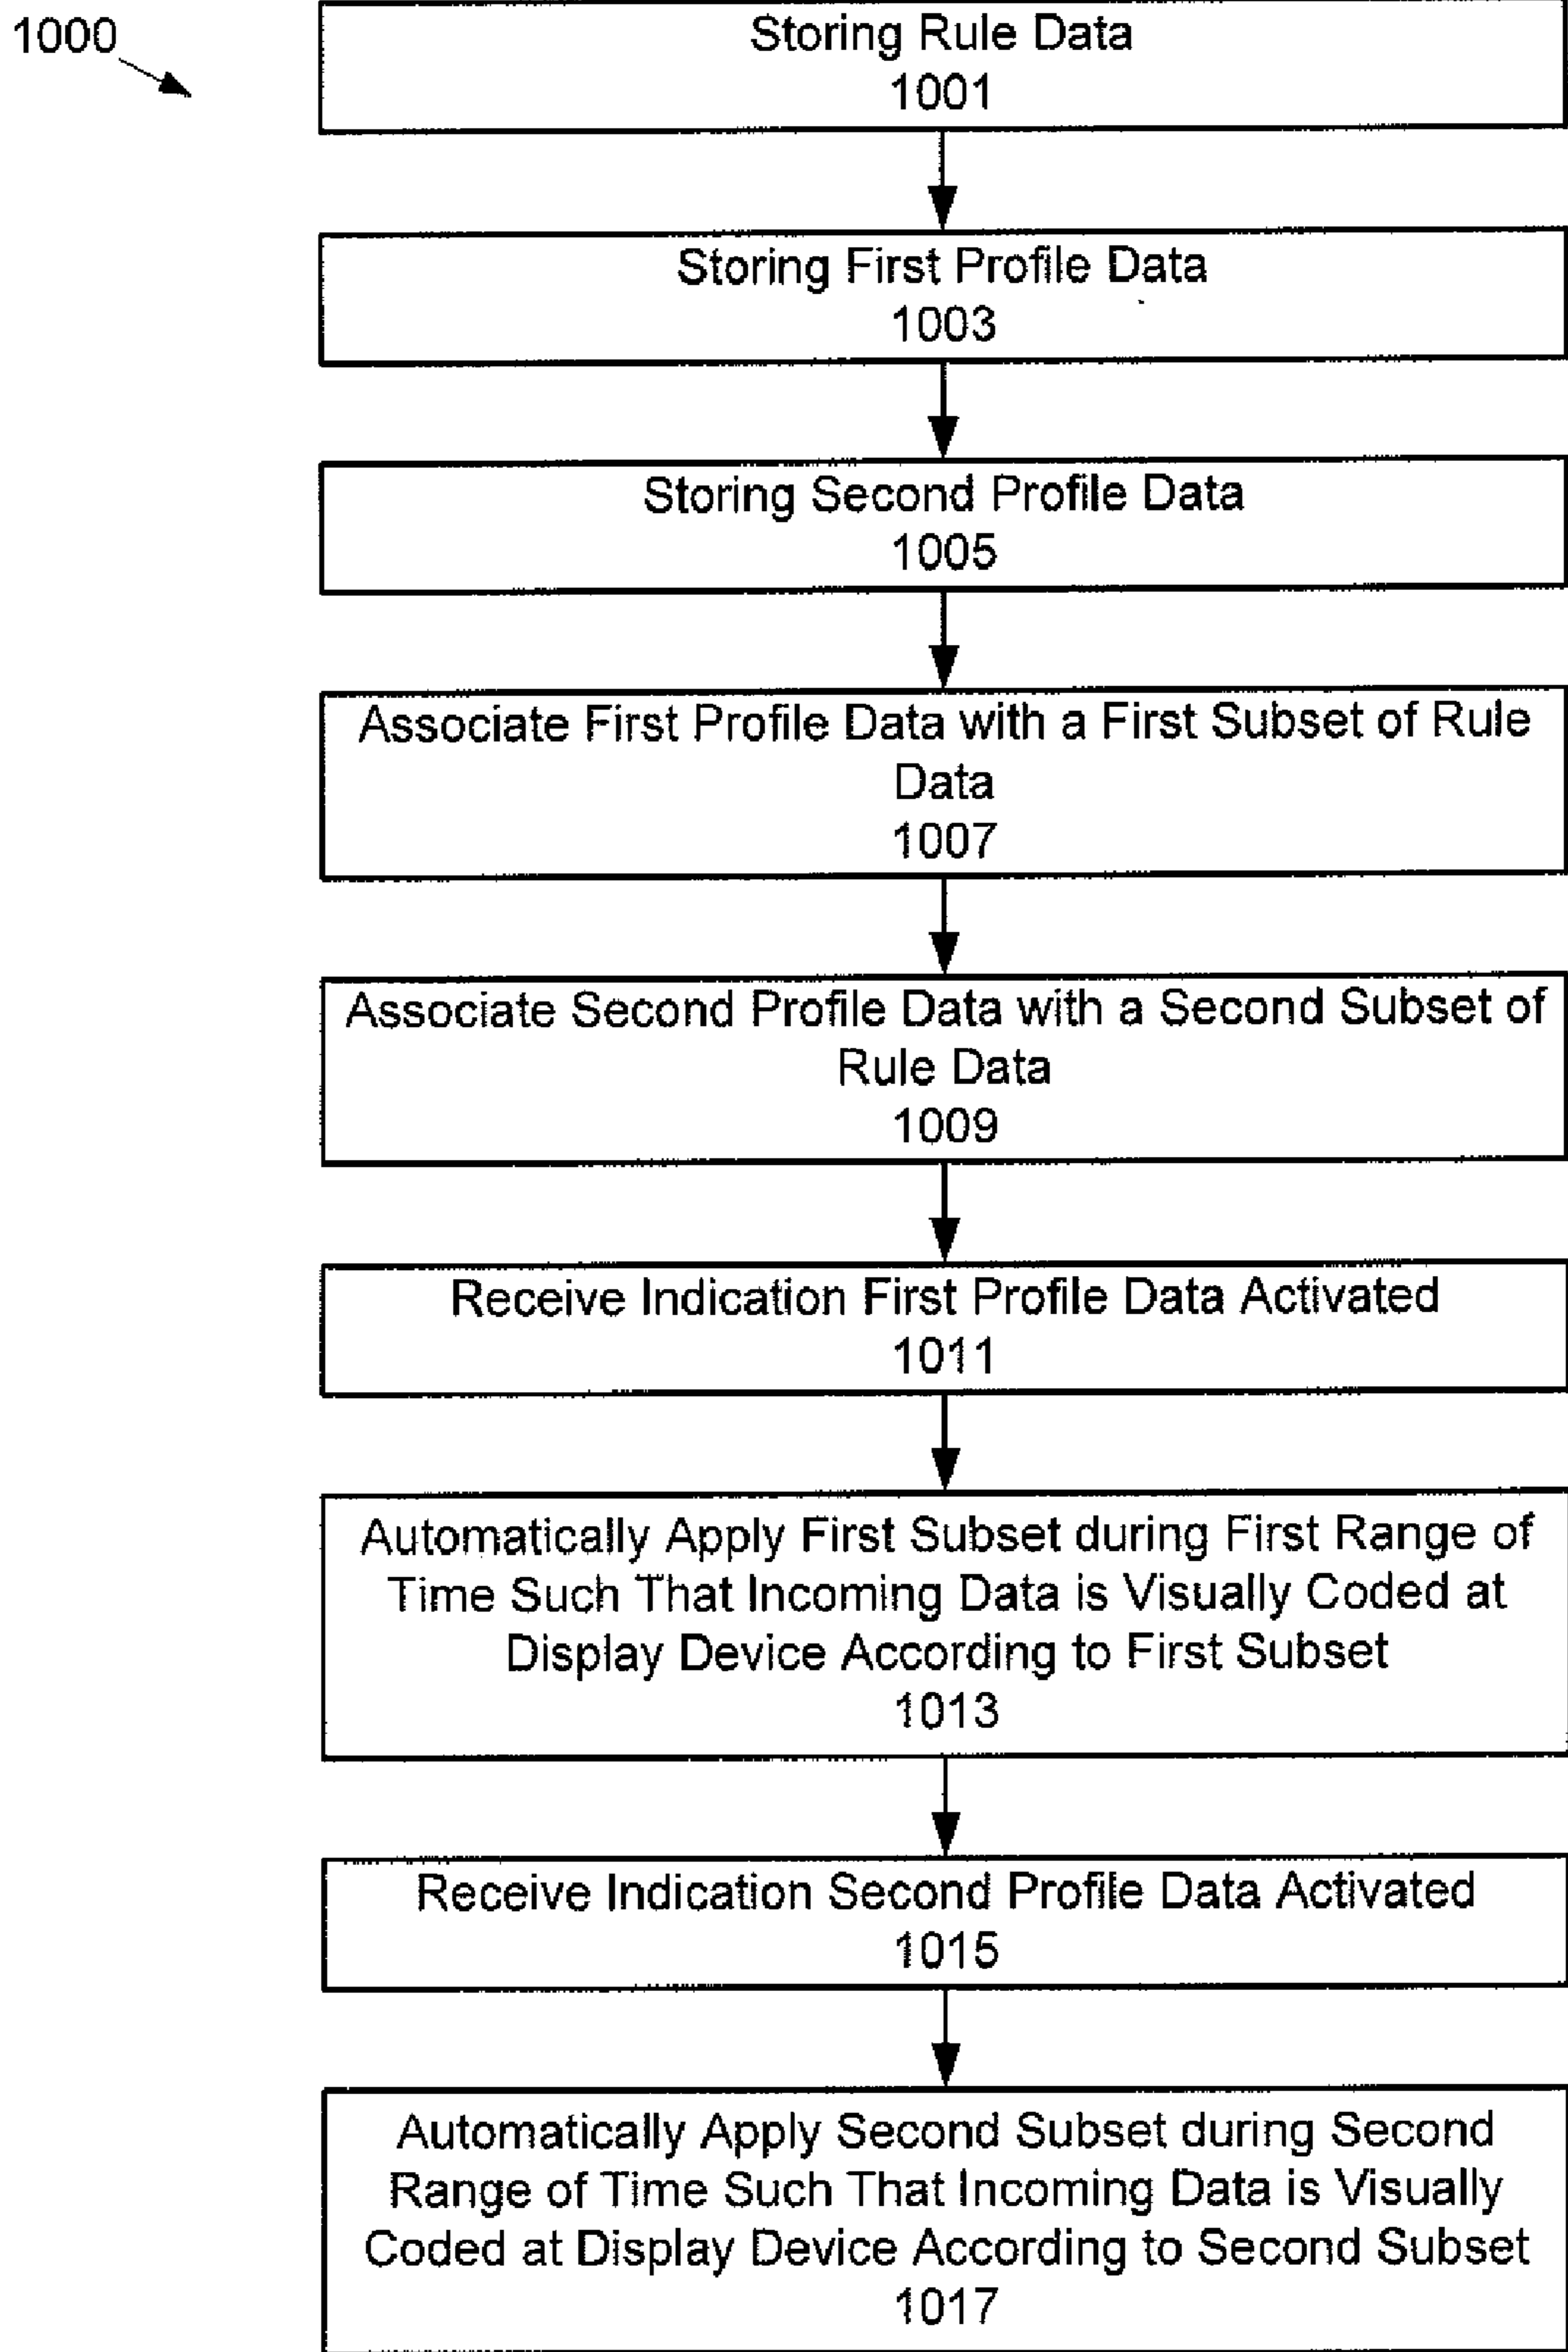 1000
Storing Rule Data
1001
Storing First Profile Data
1003
Storing Second Profile Data
1005
Associate First Profile Data with a First Subset of Rule
Data
1007
Associate Second Profile Data with a Second Subset of
Rule Data
1009
Receive Indication First Profile Data Activated
1011
Automatically Apply First Subset during First Range of
Time Such That Incoming Data is Visually Coded at
Display Device According to First Subset
1013
Receive Indication Second Profile Data Activated
1015
Automatically Apply Second Subset during Second
Range of Time Such That Incoming Data is Visually
Coded at Display Device According to Second Subset
1017